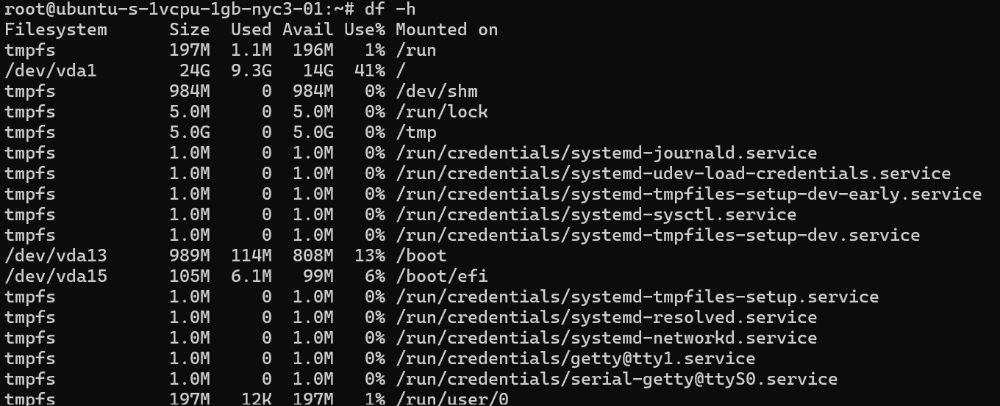 root@ubuntu-s-1vcpu-1gb-nyc3-01:~# df -h
Filesystem      Size  Used Avail Use% Mounted on
tmpfs           197M  1.1M  196M   1% /run
/dev/vda1        24G  9.3G   14G  41% /
tmpfs           984M     0  984M   0% /dev/shm
tmpfs           5.0M     0  5.0M   0% /run/lock
tmpfs           5.0G     0  5.0G   0% /tmp
tmpfs           1.0M     0  1.0M   0% /run/credentials/systemd-journald.service
tmpfs           1.0M     0  1.0M   0% /run/credentials/systemd-udev-load-credentials.service
tmpfs           1.0M     0  1.0M   0% /run/credentials/systemd-tmpfiles-setup-dev-early.service
tmpfs           1.0M     0  1.0M   0% /run/credentials/systemd-sysctl.service
tmpfs           1.0M     0  1.0M   0% /run/credentials/systemd-tmpfiles-setup-dev.service
/dev/vda13      989M  114M  808M  13% /boot
/dev/vda15      105M  6.1M   99M   6% /boot/efi
tmpfs           1.0M     0  1.0M   0% /run/credentials/systemd-tmpfiles-setup.service
tmpfs           1.0M     0  1.0M   0% /run/credentials/systemd-resolved.service
tmpfs           1.0M     0  1.0M   0% /run/credentials/systemd-networkd.service
tmpfs           1.0M     0  1.0M   0% /run/credentials/getty@tty1.service
tmpfs           1.0M     0  1.0M   0% /run/credentials/serial-getty@ttyS0.service
tmpfs           197M   12K  197M   1% /run/user/0